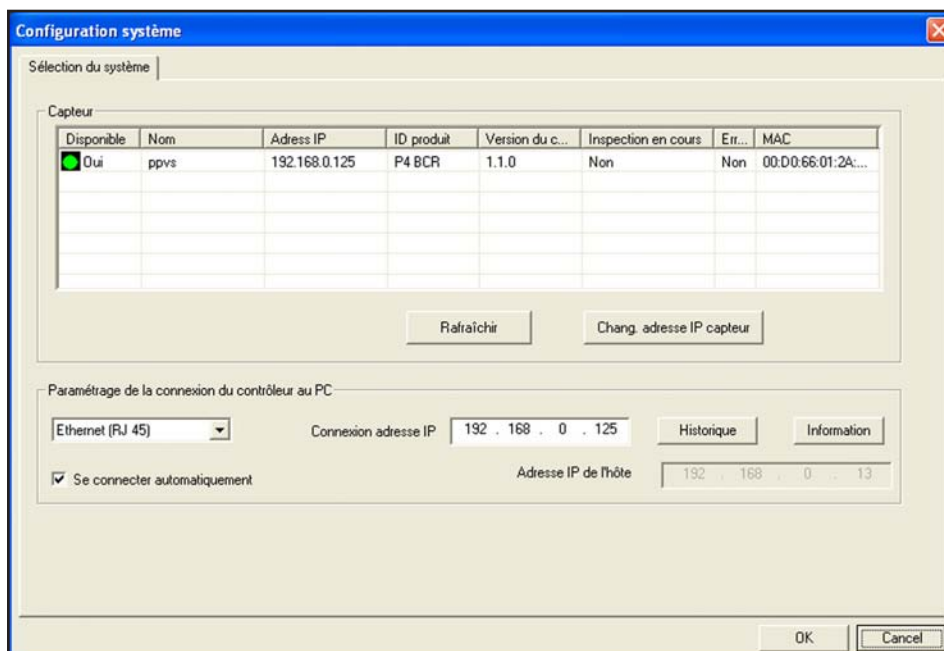 Configuration système
Sélection du système
Capteur
Disponible Nom Adress IP ID produit Version du c... Inspection en cours Err... MAC
Oui ppvs 192.168.0.125 P4 BCR 1.1.0 Non Non 00:D0:66:01:2A:...
Rafraîchir Chang. adresse IP capteur
Paramétrage de la connexion du contrôleur au PC
Ethernet (RJ 45) Connexion adresse IP 192 . 168 . 0 . 125 Historique Information
Se connecter automatiquement Adresse IP de l'hôte 192 . 168 . 0 . 13
OK Cancel